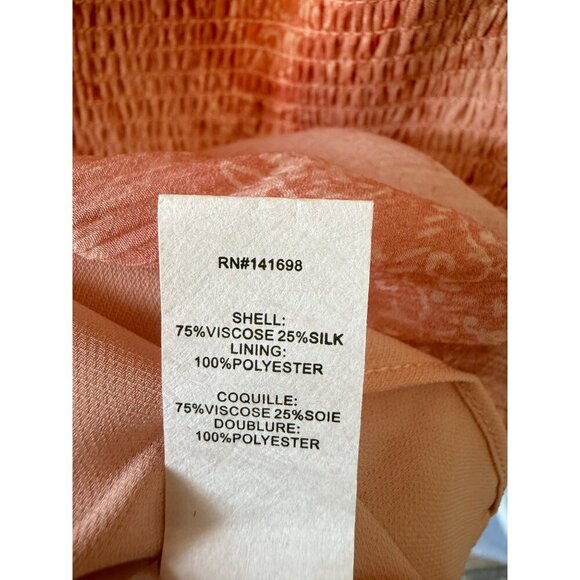 RN#141698
SHELL:
75%VISCOSE 25%SILK
LINING:
100%POLYESTER
COQUILLE:
75%VISCOSE 25%SOIE
DOUBLURE:
100%POLYESTER